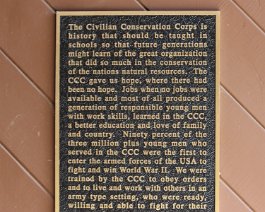 The Civilian Conservation Corps is
history that should be taught in
schools so that future generations
might learn of the great organization
that did so much in the conservation
of the nations natural resources. The
CCC gave us hope, where there had
been no hope. Jobs when no jobs were
available and most of all produced a
generation of responsible young men
with work skills, learned in the CCC,
a better education and love of family
and country. Ninety percent of the
three million plus young men who
served in the CCC were the first to
enter the armed forces of the USA to
fight and win World War II. We were
trained by the CCC to obey orders
and to live and work with others in an
army type setting, who were ready,
willing and able to fight for their